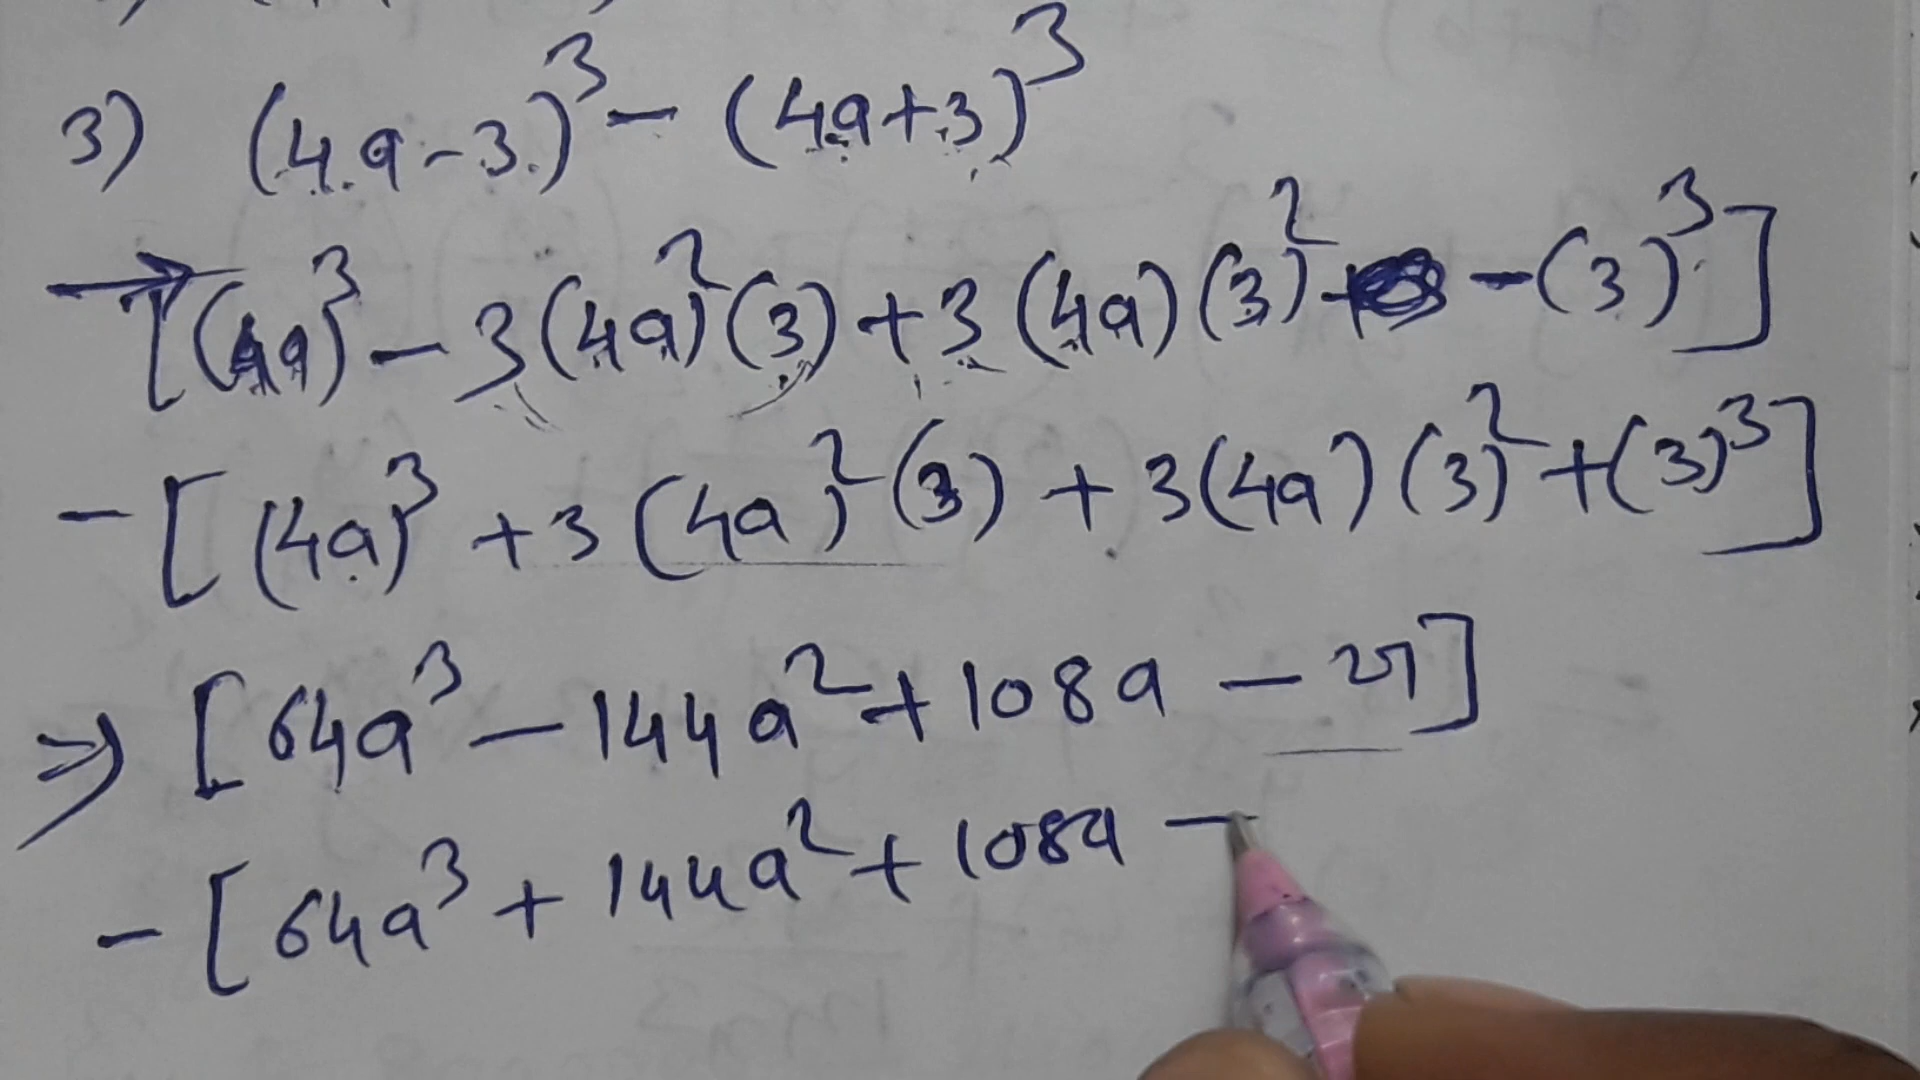 3) (4a-3)³ - (4a+3)³
→ [(4a)³ - 3(4a)²(3) + 3(4a)(3)² - (3)³]
- [(4a)³ + 3(4a)²(3) + 3(4a)(3)² + (3)³]
⇒ [64a³ - 144a² + 108a - 27]
- [64a³ + 144a² + 108a -